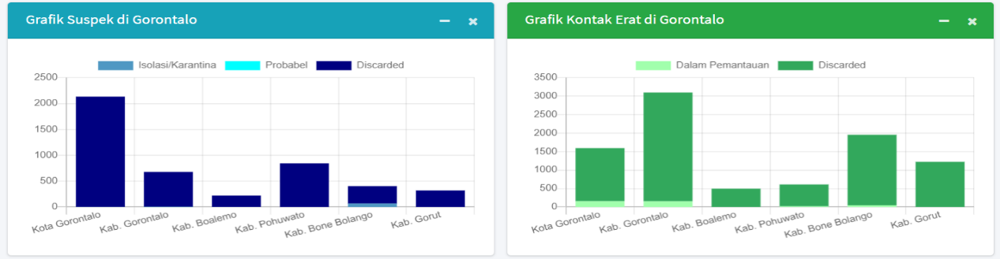 Grafik Suspek di Gorontalo
Isolasi/Karantina Probabel Discarded
2500
2000
1500
1000
500
0
Kota Gorontalo Kab. Gorontalo Kab. Boalemo Kab. Pohuwato Kab. Bone Bolango Kab. Gorut
Grafik Kontak Erat di Gorontalo
Dalam Pemantauan Discarded
3500
3000
2500
2000
1500
1000
500
0
Kota Gorontalo Kab. Gorontalo Kab. Boalemo Kab. Pohuwato Kab. Bone Bolango Kab. Gorut